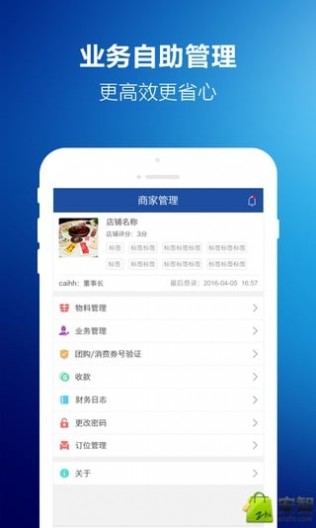 业务自助管理
更高效更省心
商家管理
店铺名称
店铺评分：3分
标签 标签标签 标签标签标签 标签标签标签
标签 标签标签 标签标签标签 标签标签标签
caihh：董事长 最后登录：2016-04-05 16:57
物料管理
业务管理
团购/消费券号验证
收款
财务日志
更改密码
订位管理
关于
安智